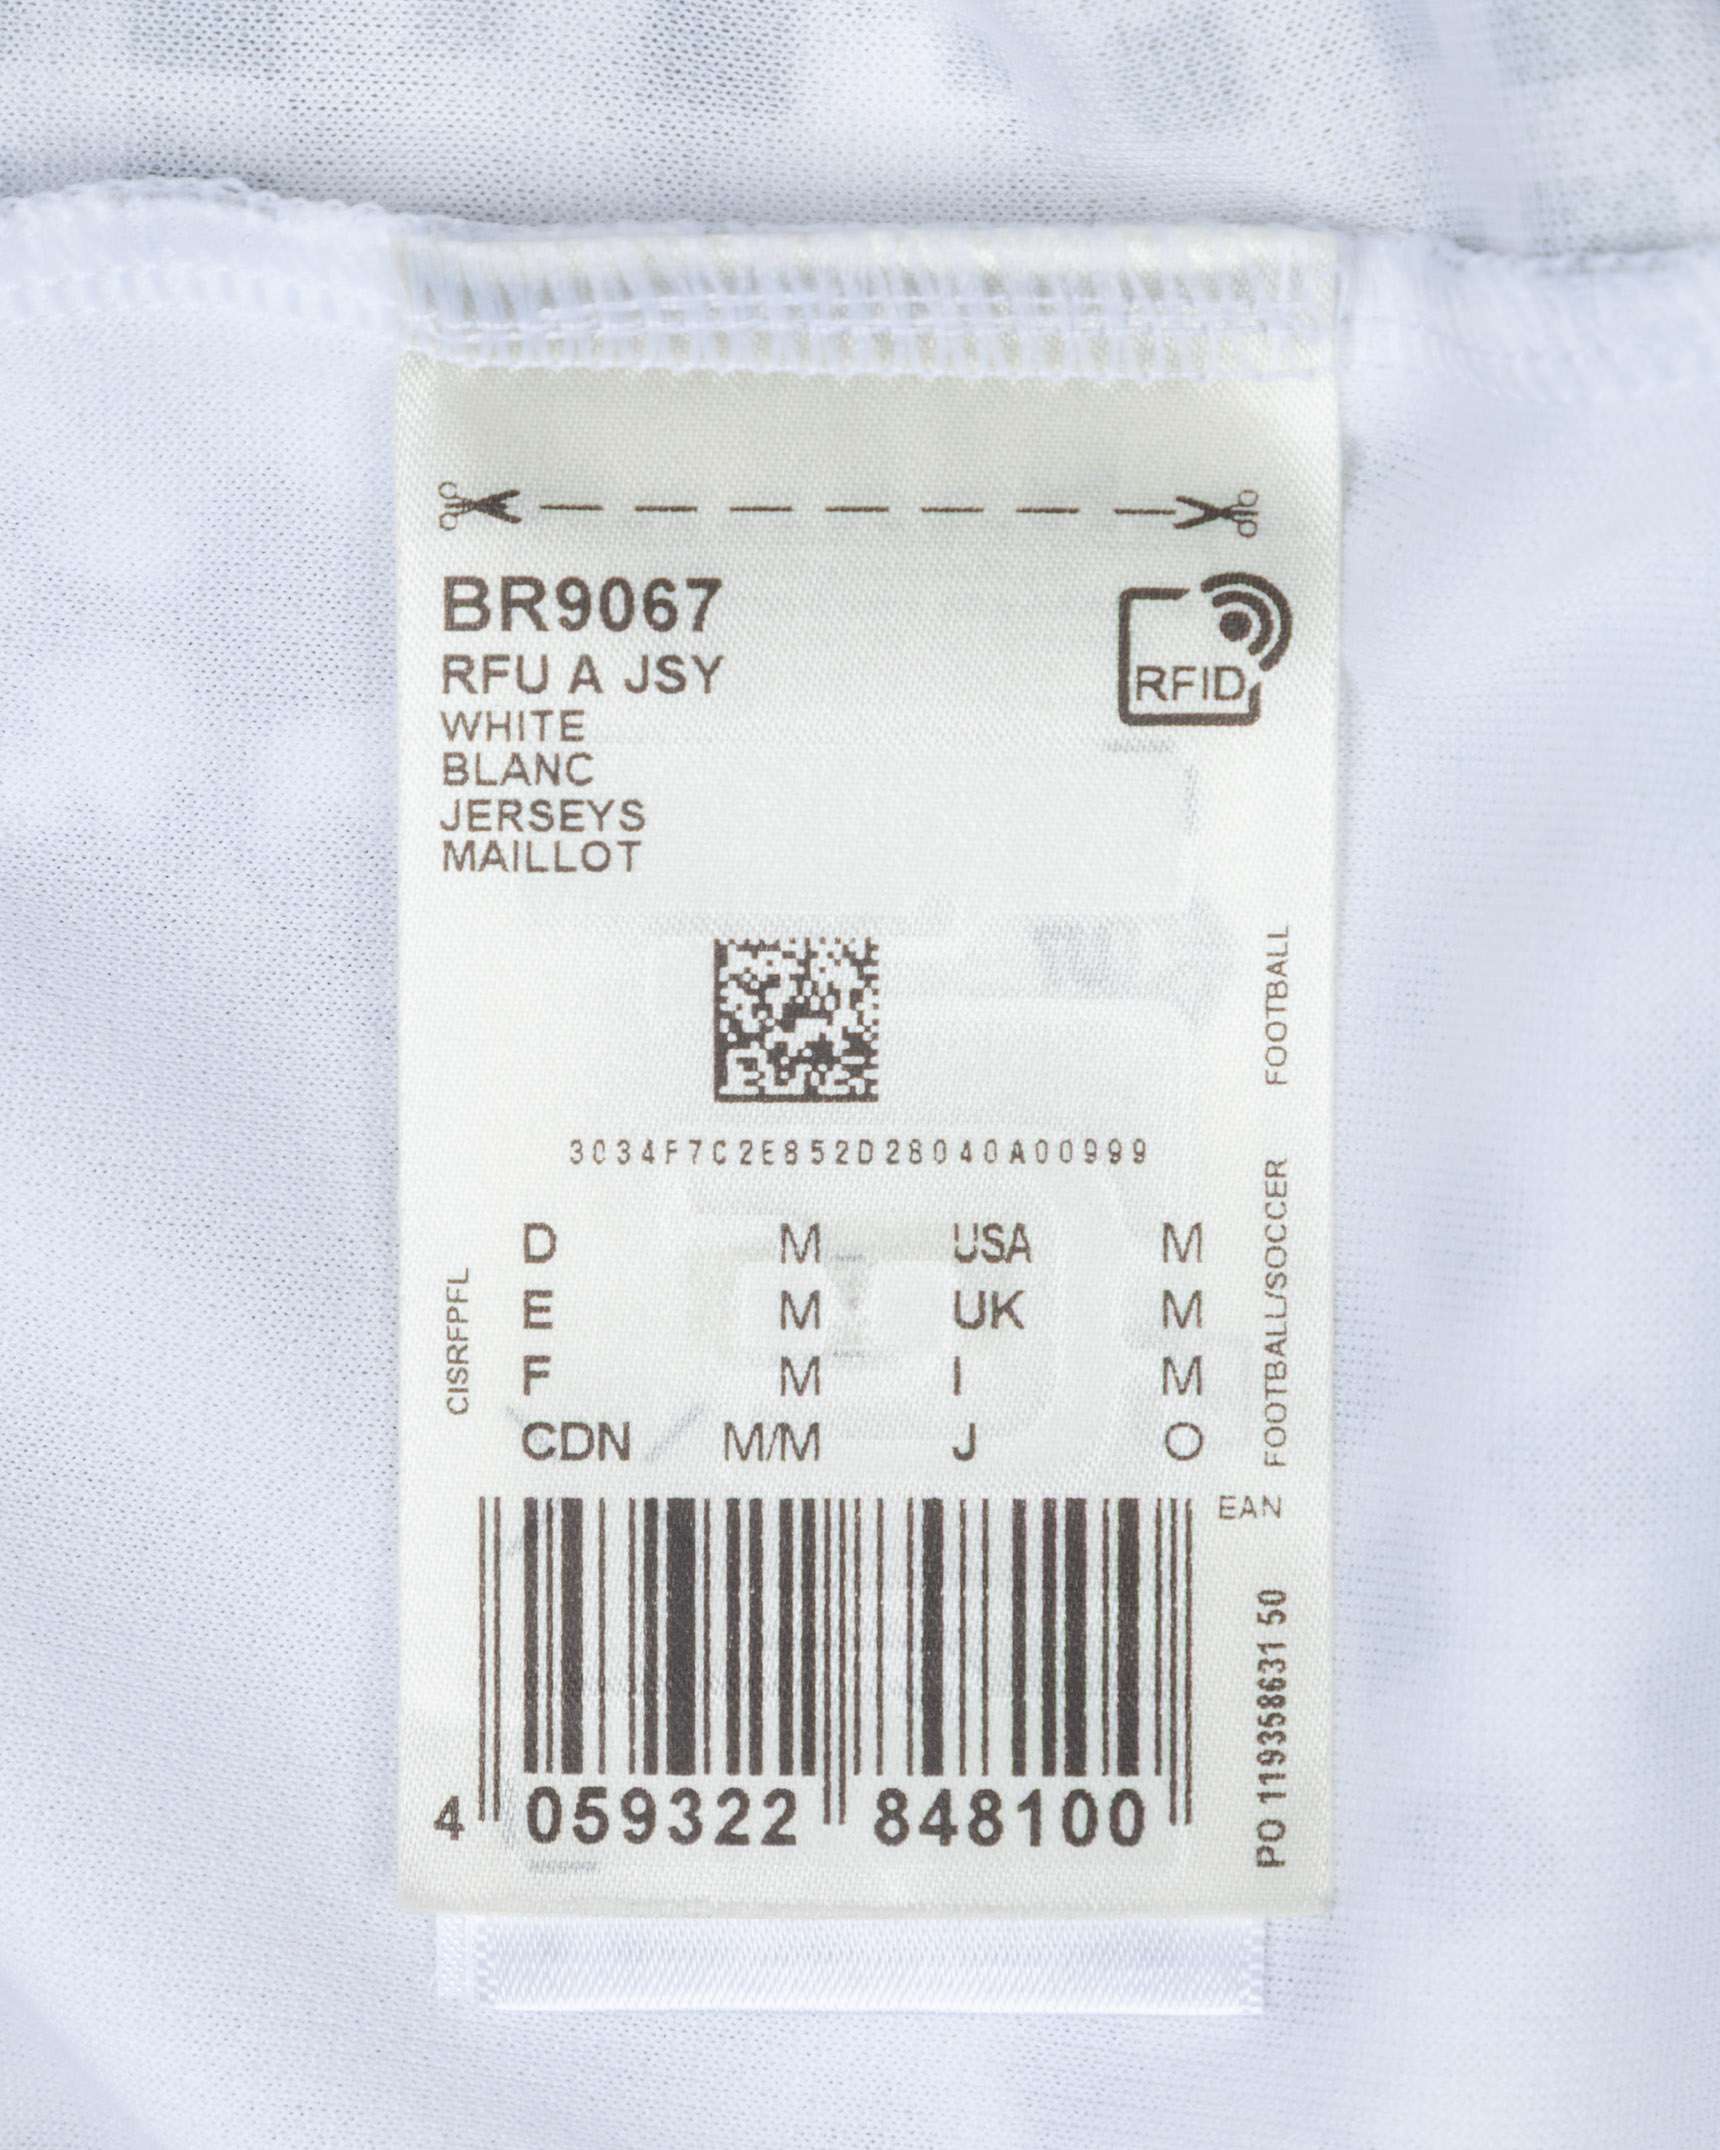 BR9067
RFU A JSY
WHITE
BLANC
JERSEYS
MAILLOT
RFID
3034F7C2E852D28040A00999
D M USA M
E M UK M
F M I M
CDN M/M J O
CISRFPFL
FOOTBALL/SOCCER FOOTBALL
EAN
4 059322 848100
PO 119358631 50